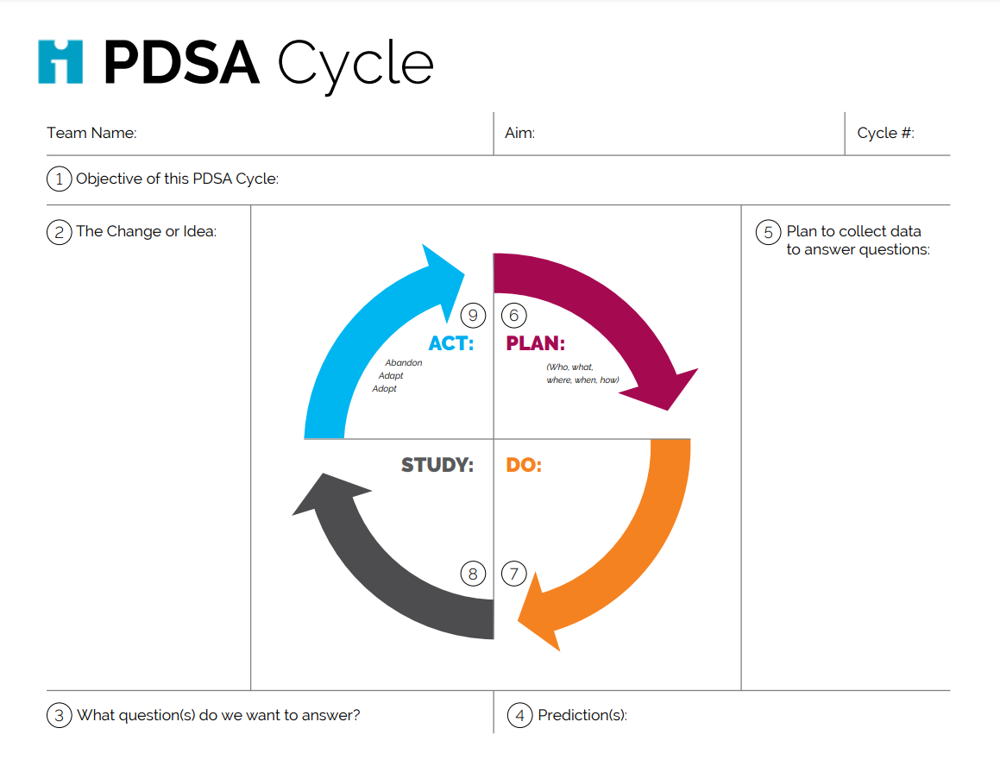 PDSA Cycle
Team Name:
Aim:
Cycle #:
1 Objective of this PDSA Cycle:
2 The Change or Idea:
5 Plan to collect data
to answer questions:
9
ACT:
Abandon
Adapt
Adopt
6
PLAN:
(Who, what,
where, when, how)
STUDY:
8
DO:
7
3 What question(s) do we want to answer?
4 Prediction(s):